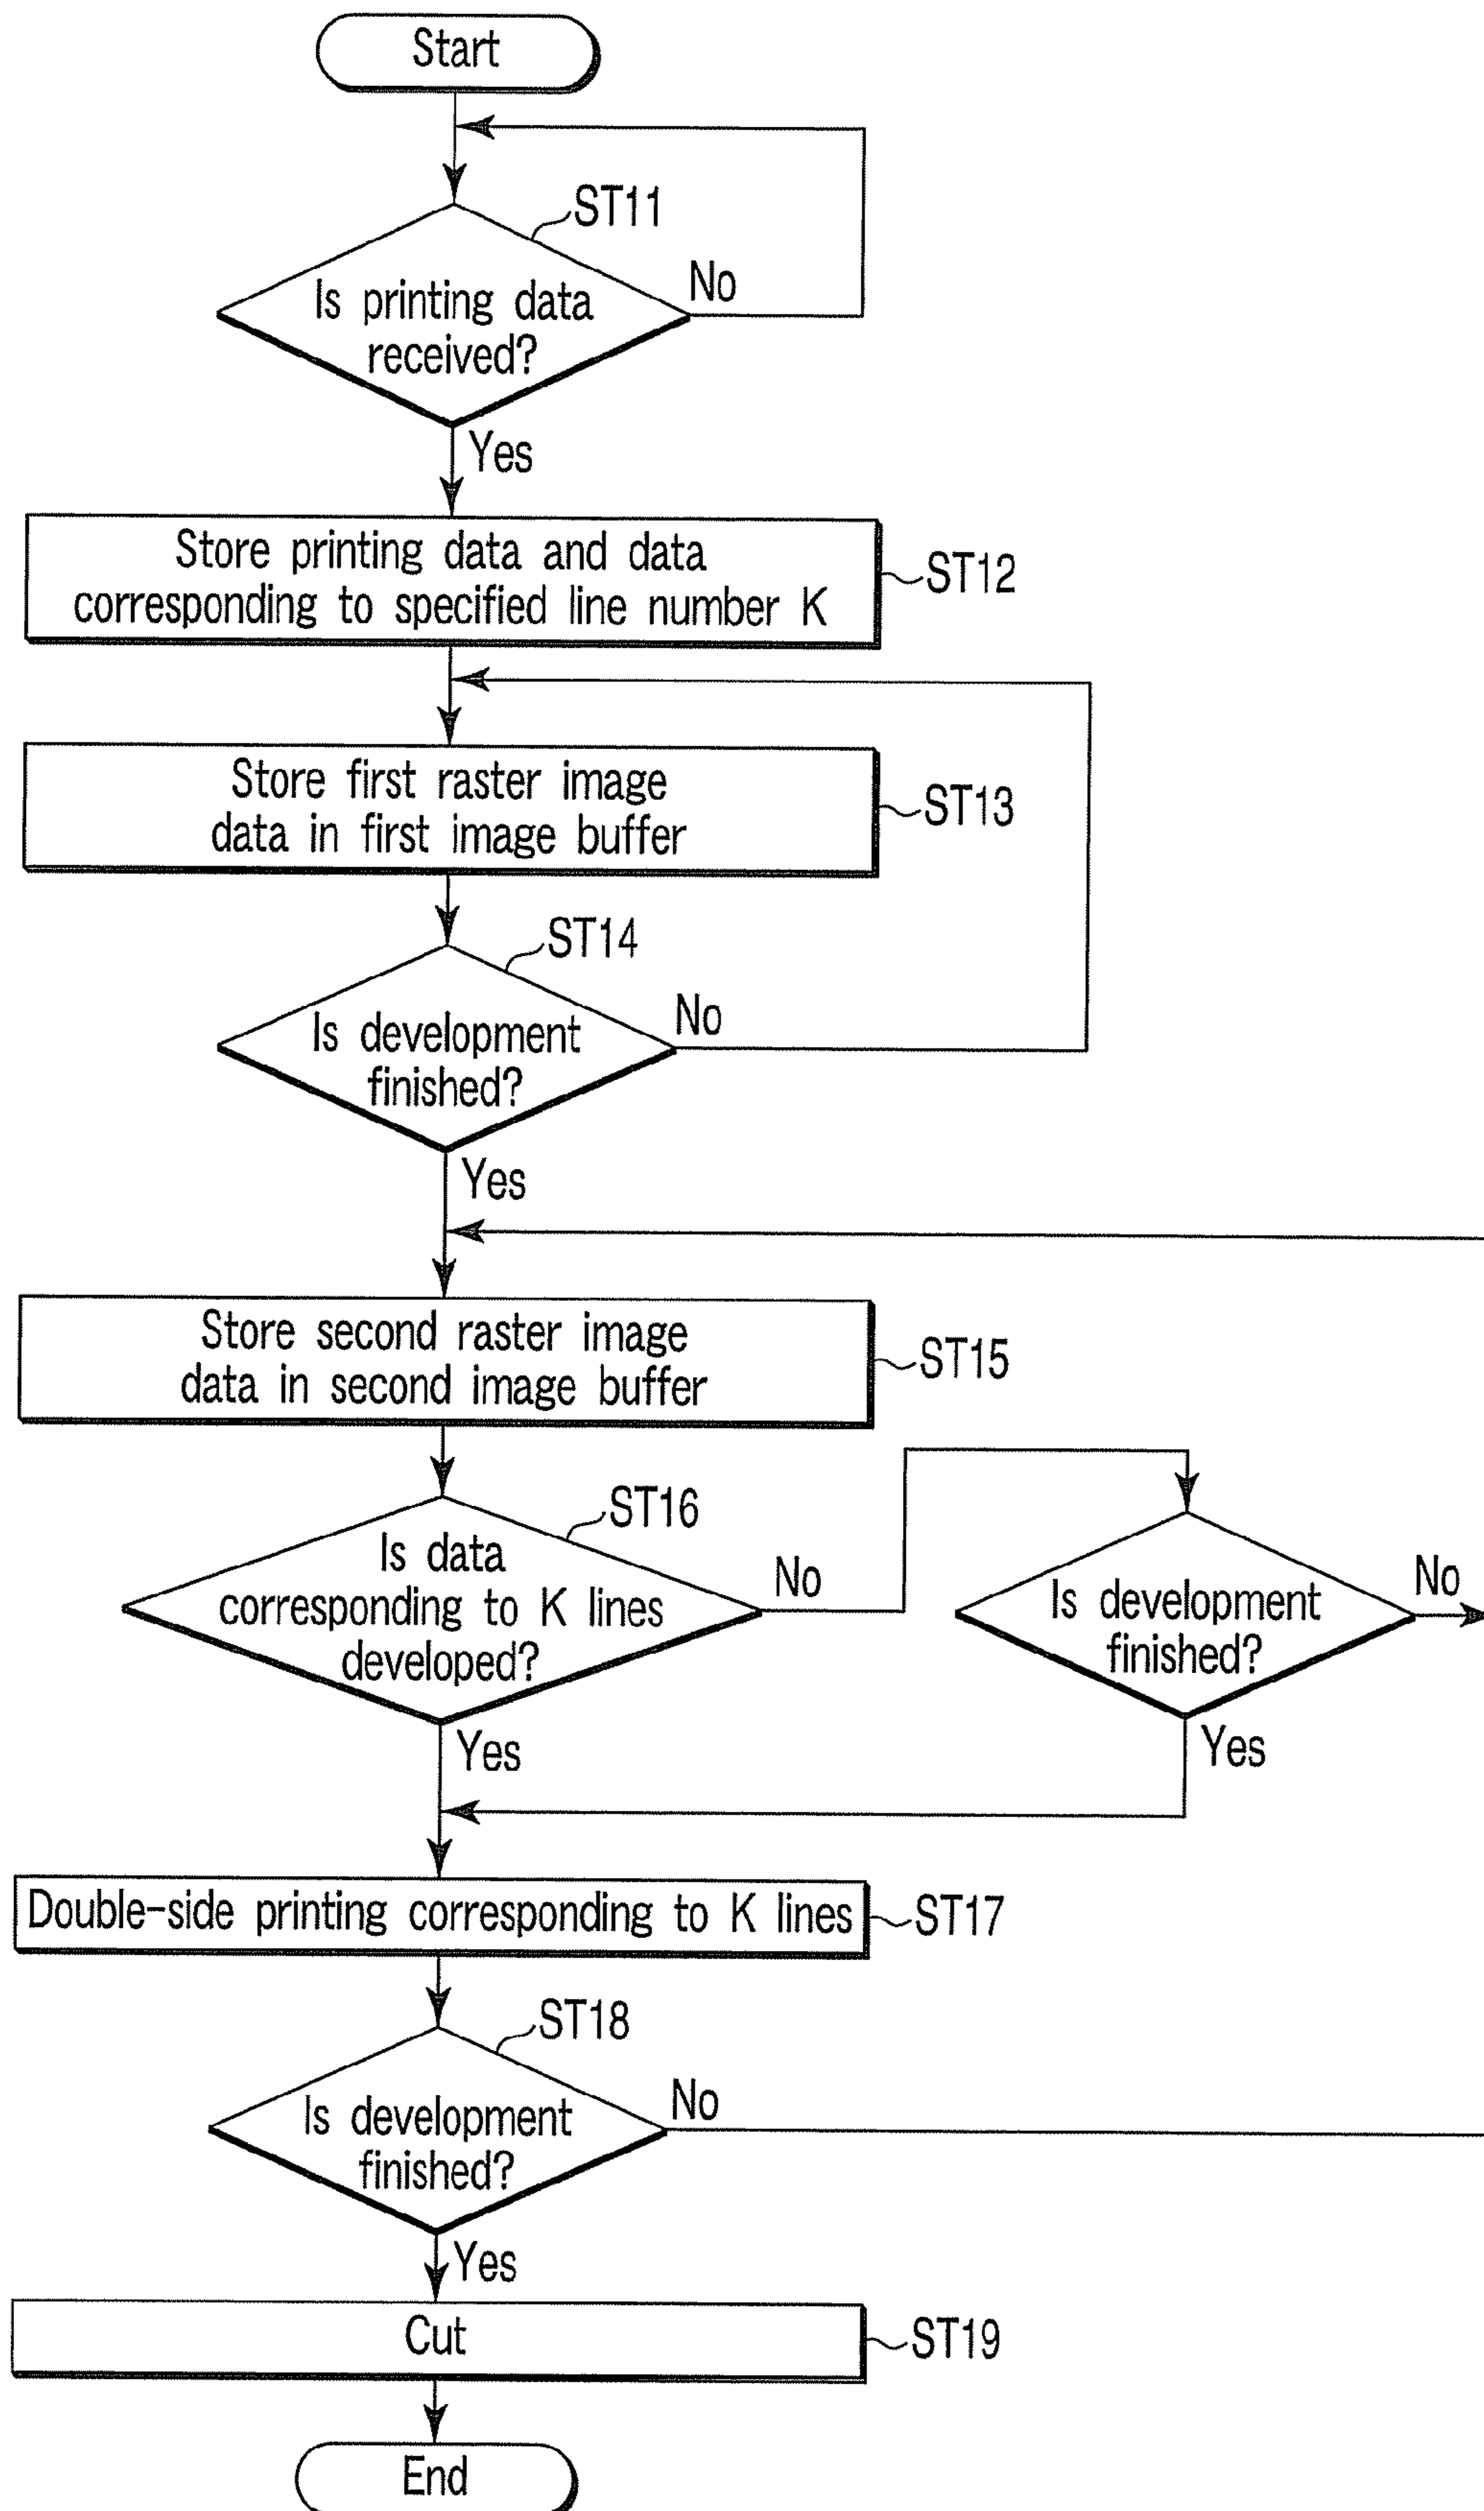 Start
ST11
Is printing data
received?
No
Yes
Store printing data and data
corresponding to specified line number K
ST12
Store first raster image
data in first image buffer
ST13
ST14
Is development
finished?
No
Yes
Store second raster image
data in second image buffer
ST15
ST16
Is data
corresponding to K lines
developed?
No
Is development
finished?
No
Yes
Yes
Double-side printing corresponding to K lines
ST17
ST18
Is development
finished?
No
Yes
Cut
ST19
End